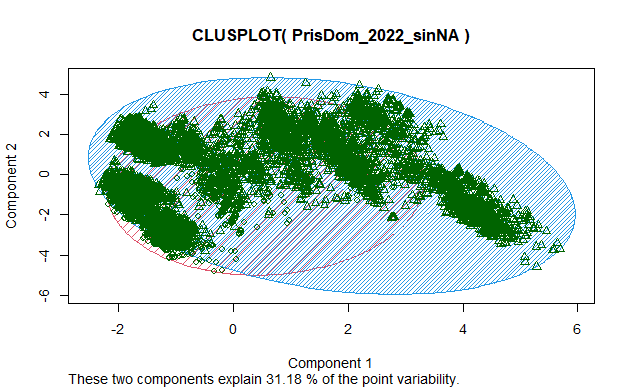 CLUSPLOT( PrisDom_2022_sinNA )
Component 2
4
2
0
-2
-4
-6
-2 0 2 4 6
Component 1
These two components explain 31.18 % of the point variability.